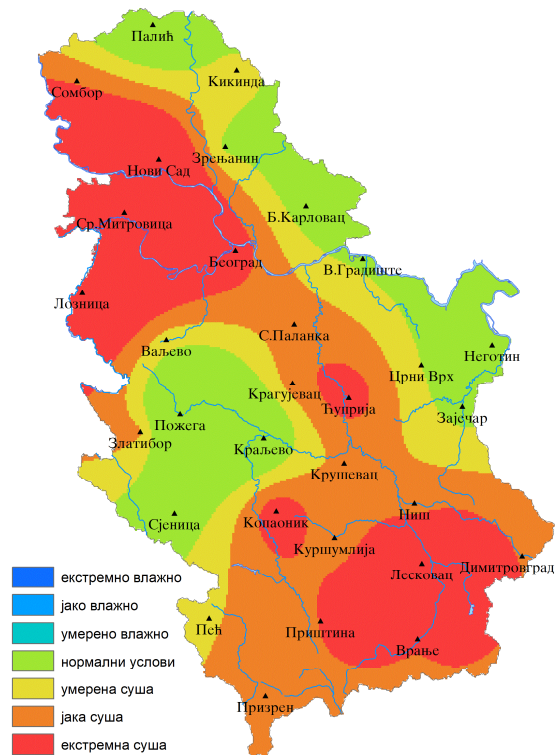 Палић
Кикинда
Сомбор
Зрењанин
Нови Сад
Б.Карловац
Ср.Митровица
Београд
В.Градиште
Лозница
С.Паланка
Ваљево
Неготин
Црни Врх
Крагујевац
Ћуприја
Зајечар
Пожега
Златибор
Краљево
Крушевац
Сјеница
Копаоник
Ниш
Куршумлија
Димитровград
Лесковац
Пећ
Приштина
Врање
Призрен
екстремно влажно
јако влажно
умерено влажно
нормални услови
умерена суша
јака суша
екстремна суша